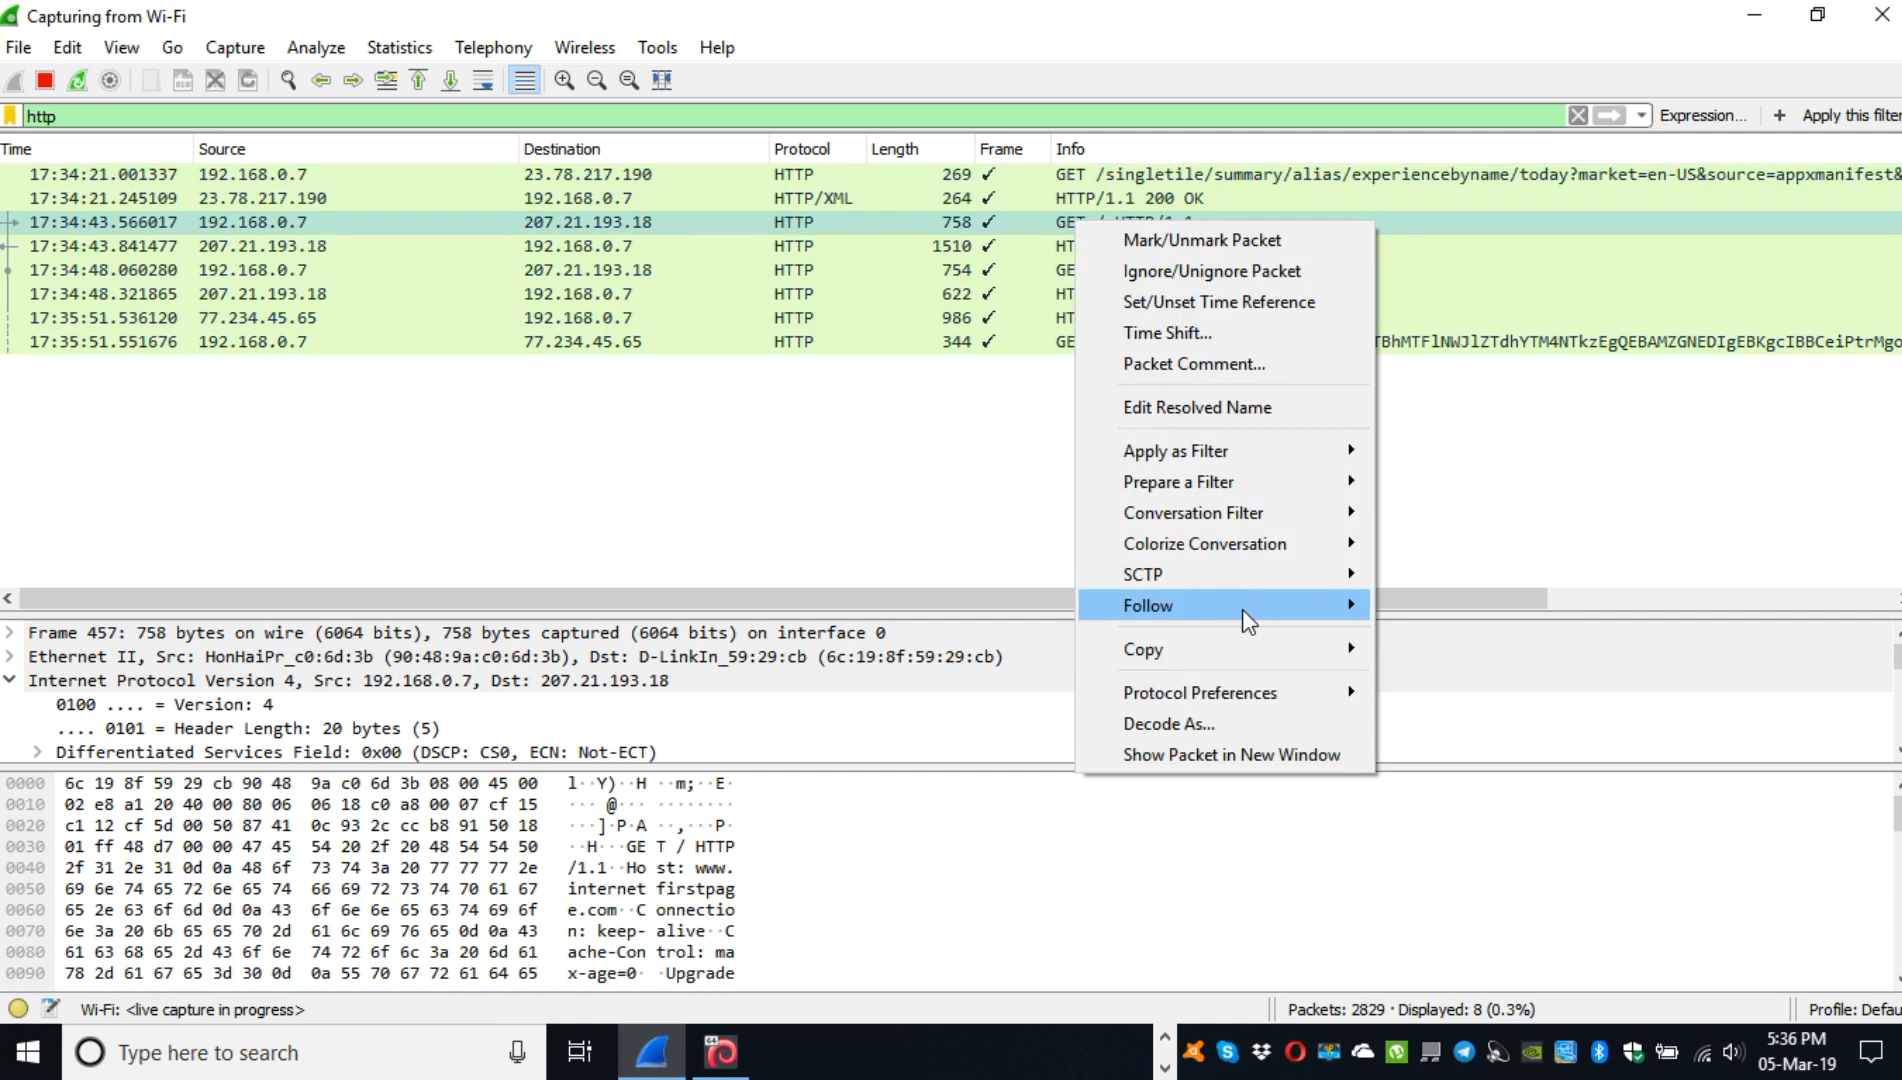 Capturing from Wi-Fi
File Edit View Go Capture Analyze Statistics Telephony Wireless Tools Help
http Expression... + Apply this filter
Time Source Destination Protocol Length Frame Info
17:34:21.001337 192.168.0.7 23.78.217.190 HTTP 269 ✓ GET /singletile/summary/alias/experiencebyname/today?market=en-US&source=appxmanifest&
17:34:21.245109 23.78.217.190 192.168.0.7 HTTP/XML 264 ✓ HTTP/1.1 200 OK
17:34:43.566017 192.168.0.7 207.21.193.18 HTTP 758 ✓ GET / HTTP/1.1
17:34:43.841477 207.21.193.18 192.168.0.7 HTTP 1510 ✓ HT
17:34:48.060280 192.168.0.7 207.21.193.18 HTTP 754 ✓ GE
17:34:48.321865 207.21.193.18 192.168.0.7 HTTP 622 ✓ HT
17:35:51.536120 77.234.45.65 192.168.0.7 HTTP 986 ✓ HT
17:35:51.551676 192.168.0.7 77.234.45.65 HTTP 344 ✓ GE
Mark/Unmark Packet
Ignore/Unignore Packet
Set/Unset Time Reference
Time Shift...
Packet Comment...
Edit Resolved Name
Apply as Filter
Prepare a Filter
Conversation Filter
Colorize Conversation
SCTP
Follow
Copy
Protocol Preferences
Decode As...
Show Packet in New Window
Frame 457: 758 bytes on wire (6064 bits), 758 bytes captured (6064 bits) on interface 0
Ethernet II, Src: HonHaiPr_c0:6d:3b (90:48:9a:c0:6d:3b), Dst: D-LinkIn_59:29:cb (6c:19:8f:59:29:cb)
Internet Protocol Version 4, Src: 192.168.0.7, Dst: 207.21.193.18
0100 .... = Version: 4
.... 0101 = Header Length: 20 bytes (5)
Differentiated Services Field: 0x00 (DSCP: CS0, ECN: Not-ECT)
0000 6c 19 8f 59 29 cb 90 48 9a c0 6d 3b 08 00 45 00 l··Y)··H ··m;··E·
0010 02 e8 a1 20 40 00 80 06 06 18 c0 a8 00 07 cf 15 ··· @··· ········
0020 c1 12 cf 5d 00 50 87 41 0c 93 2c cc b8 91 50 18 ···]·P·A ··,···P·
0030 01 ff 48 d7 00 00 47 45 54 20 2f 20 48 54 54 50 ··H···GE T / HTTP
0040 2f 31 2e 31 0d 0a 48 6f 73 74 3a 20 77 77 77 2e /1.1··Ho st: www.
0050 69 6e 74 65 72 6e 65 74 66 69 72 73 74 70 61 67 internet firstpag
0060 65 2e 63 6f 6d 0d 0a 43 6f 6e 6e 65 63 74 69 6f e.com··C onnectio
0070 6e 3a 20 6b 65 65 70 2d 61 6c 69 76 65 0d 0a 43 n: keep- alive··C
0080 61 63 68 65 2d 43 6f 6e 74 72 6f 6c 3a 20 6d 61 ache-Con trol: ma
0090 78 2d 61 67 65 3d 30 0d 0a 55 70 67 72 61 64 65 x-age=0· ·Upgrade
Wi-Fi: <live capture in progress> Packets: 2829 · Displayed: 8 (0.3%) Profile: Defau
Type here to search
64
5:36 PM
05-Mar-19